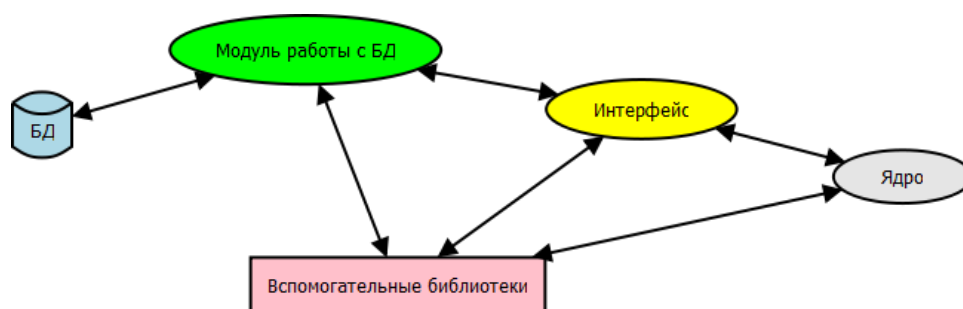 Модуль работы с БД
Интерфейс
БД
Ядро
Вспомогательные библиотеки